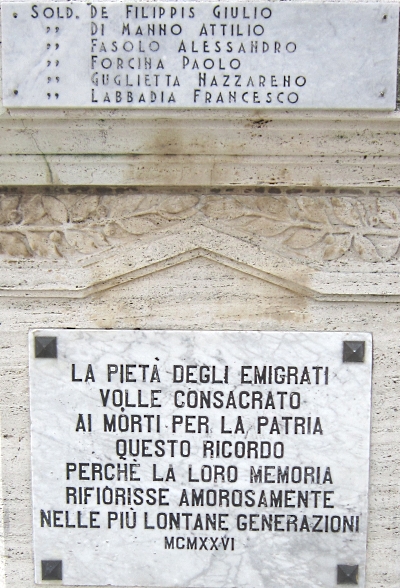 SOLD. DE FILIPPIS GIULIO
" DI MANNO ATTILIO
" FASOLO ALESSANDRO
" FORCINA PAOLO
" GUGLIETTA NAZZARENO
" LABBADIA FRANCESCO
LA PIETÀ DEGLI EMIGRATI
VOLLE CONSACRATO
AI MORTI PER LA PATRIA
QUESTO RICORDO
PERCHÈ LA LORO MEMORIA
RIFIORISSE AMOROSAMENTE
NELLE PIÙ LONTANE GENERAZIONI
MCMXXVI